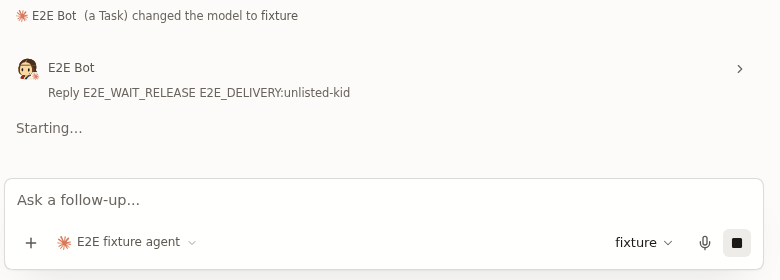 E2E Bot (a Task) changed the model to fixture
E2E Bot
Reply E2E_WAIT_RELEASE E2E_DELIVERY:unlisted-kid
Starting...
Ask a follow-up...
E2E fixture agent
fixture